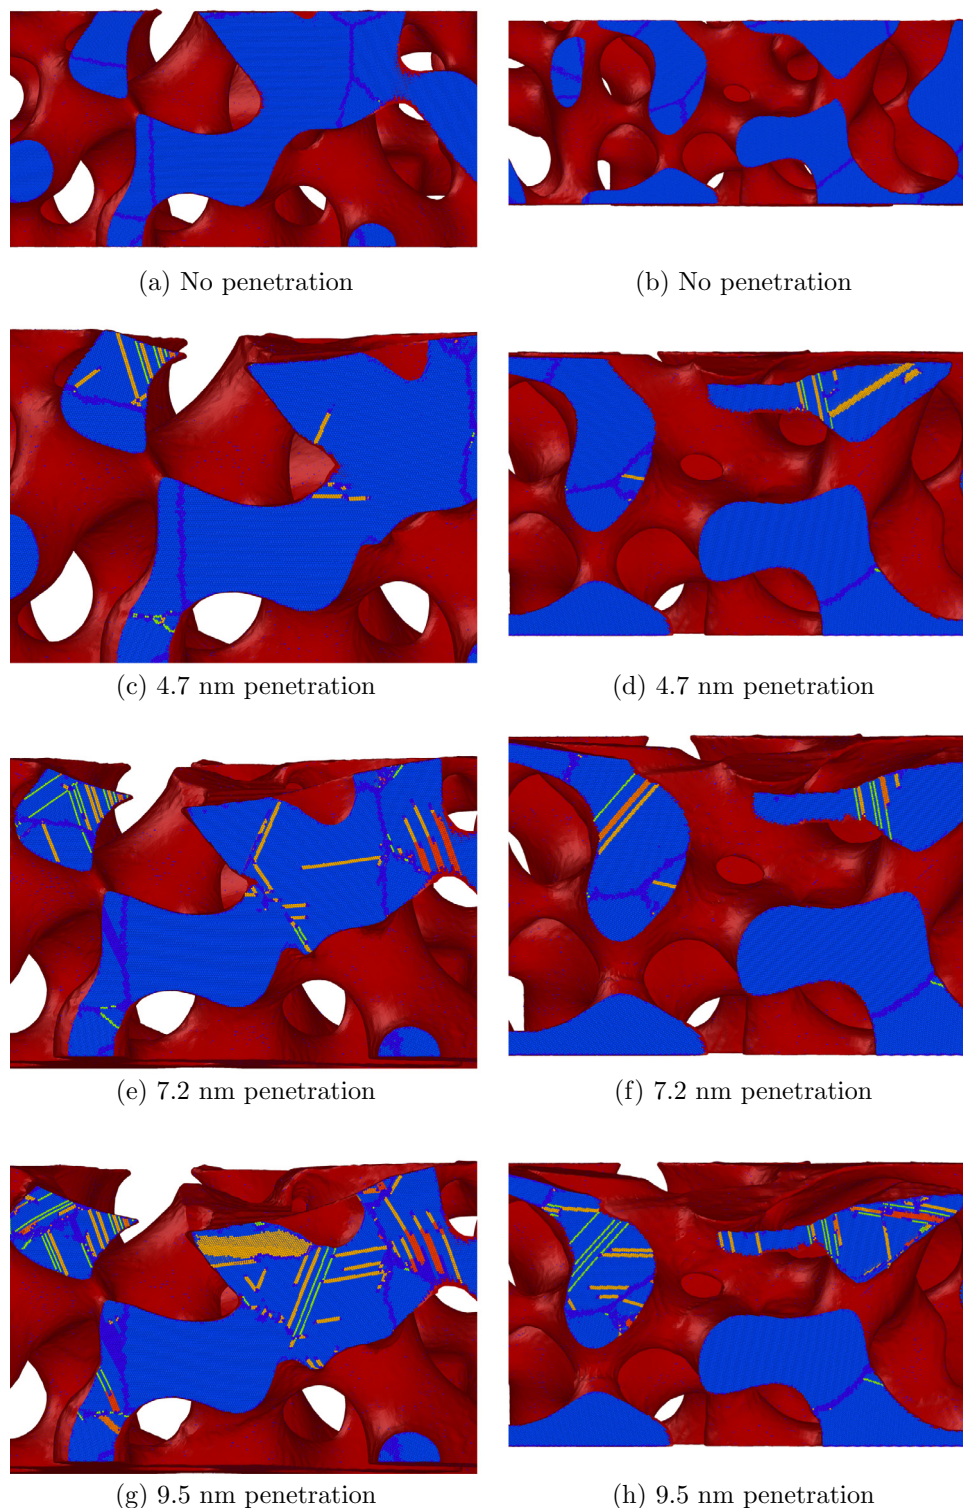 (a) No penetration
(b) No penetration
(c) 4.7 nm penetration
(d) 4.7 nm penetration
(e) 7.2 nm penetration
(f) 7.2 nm penetration
(g) 9.5 nm penetration
(h) 9.5 nm penetration